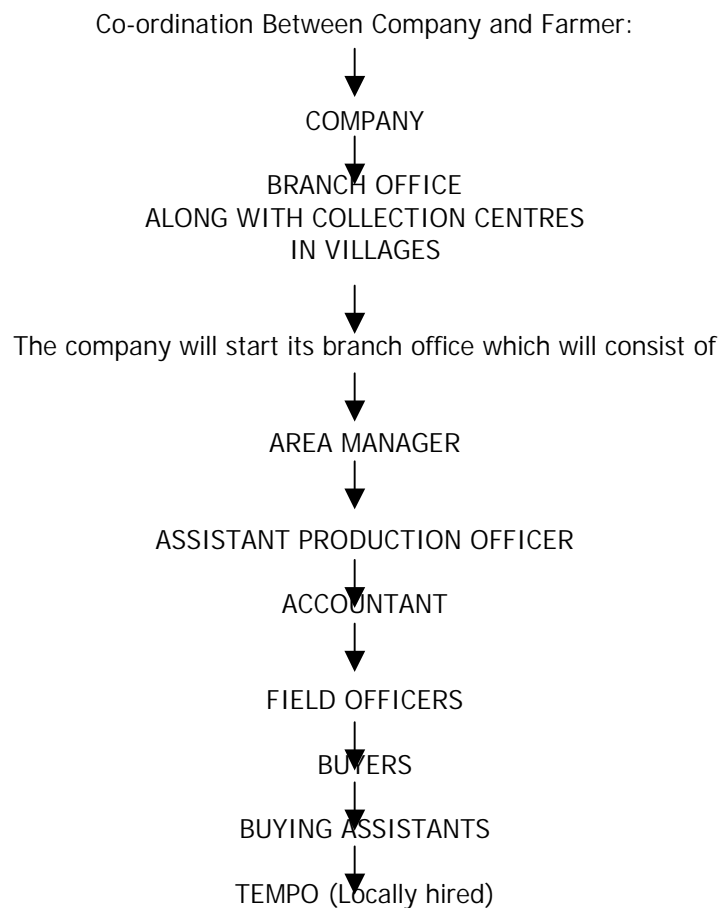 Co-ordination Between Company and Farmer:
COMPANY
BRANCH OFFICE
ALONG WITH COLLECTION CENTRES
IN VILLAGES
The company will start its branch office which will consist of
AREA MANAGER
ASSISTANT PRODUCTION OFFICER
ACCOUNTANT
FIELD OFFICERS
BUYERS
BUYING ASSISTANTS
TEMPO (Locally hired)